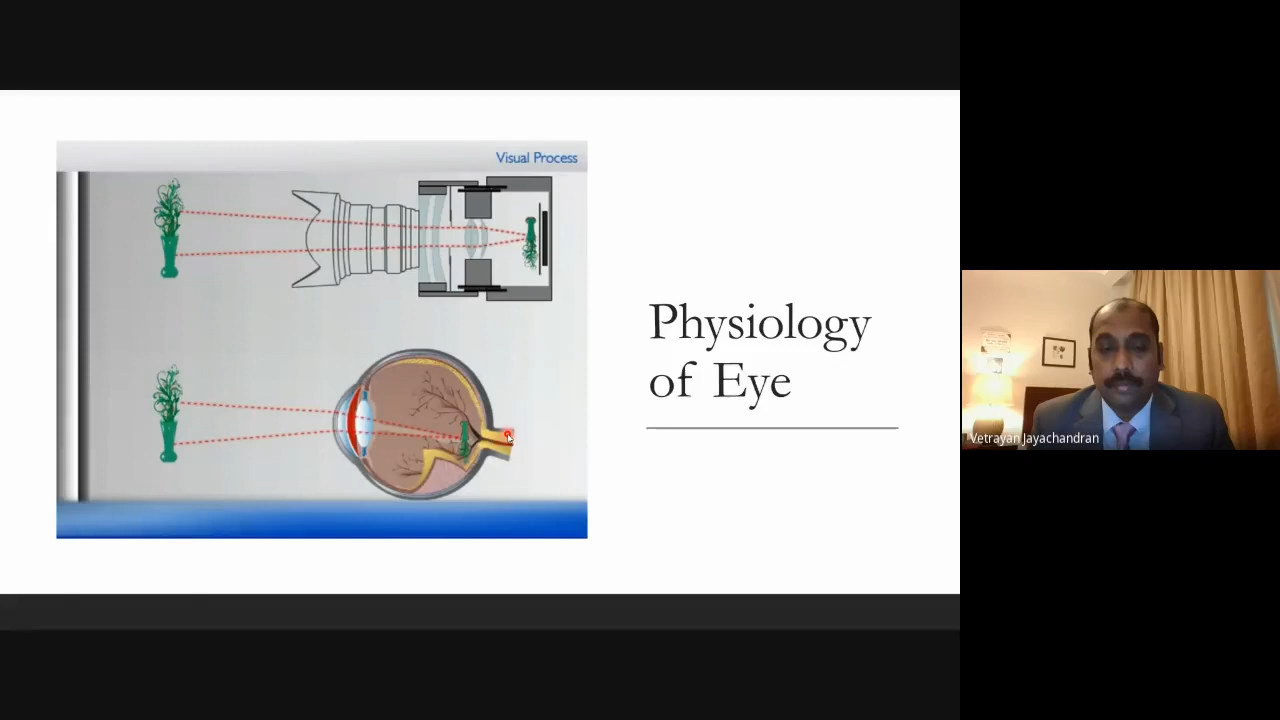 Visual Process
Physiology
of Eye
Vetrayan Jayachandran